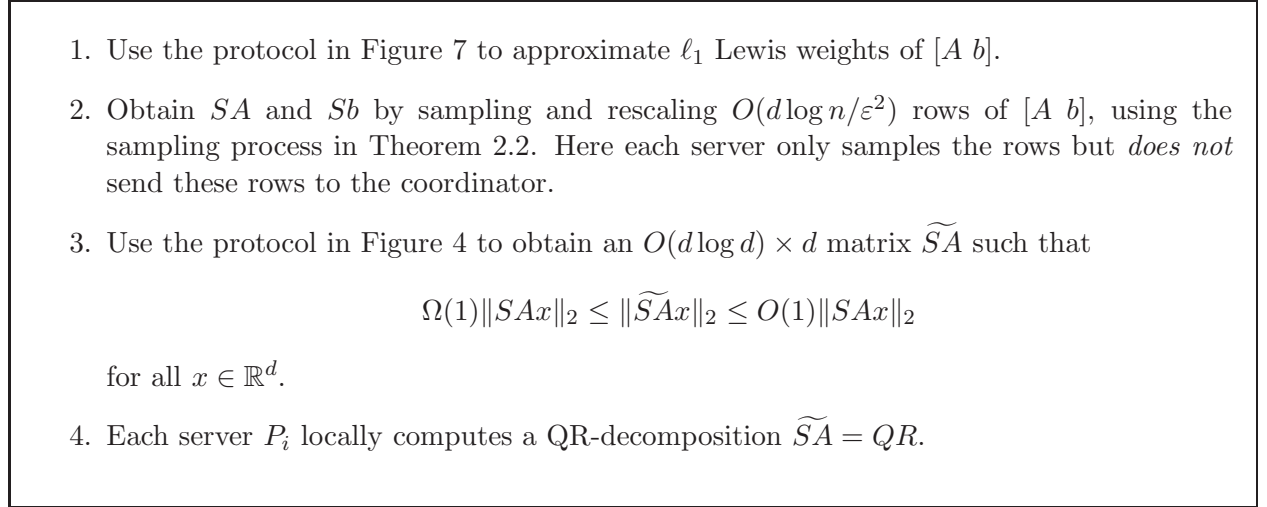 1. Use the protocol in Figure 7 to approximate ℓ₁ Lewis weights of [A b].
2. Obtain SA and Sb by sampling and rescaling O(d log n/ε²) rows of [A b], using the
sampling process in Theorem 2.2. Here each server only samples the rows but does not
send these rows to the coordinator.
3. Use the protocol in Figure 4 to obtain an O(d log d) × d matrix S͠A such that
Ω(1)‖SAx‖₂ ≤ ‖S͠Ax‖₂ ≤ O(1)‖SAx‖₂
for all x ∈ ℝᵈ.
4. Each server Pᵢ locally computes a QR-decomposition S͠A = QR.